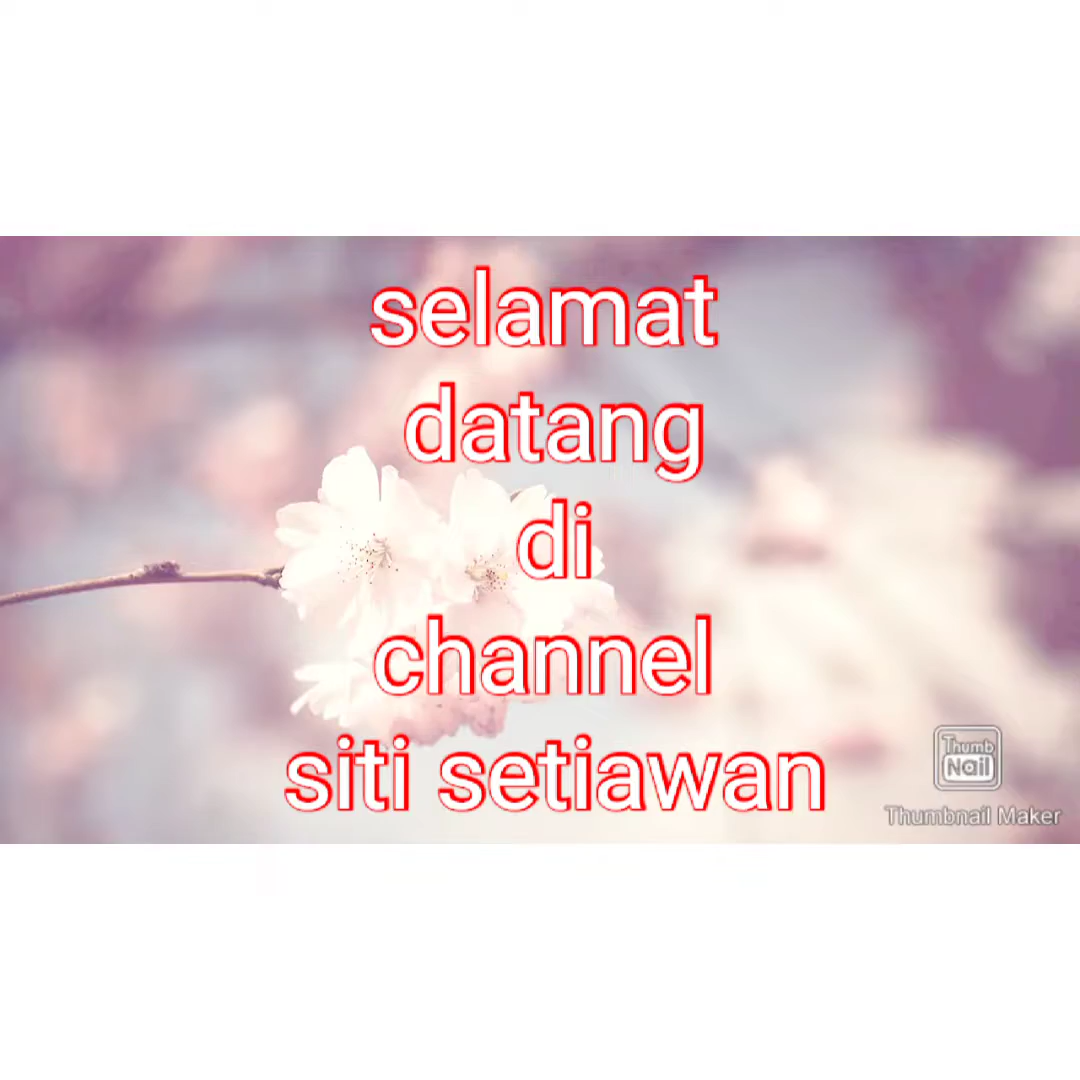 selamat
datang
di
channel
siti setiawan
Thumb
Nail
Thumbnail Maker